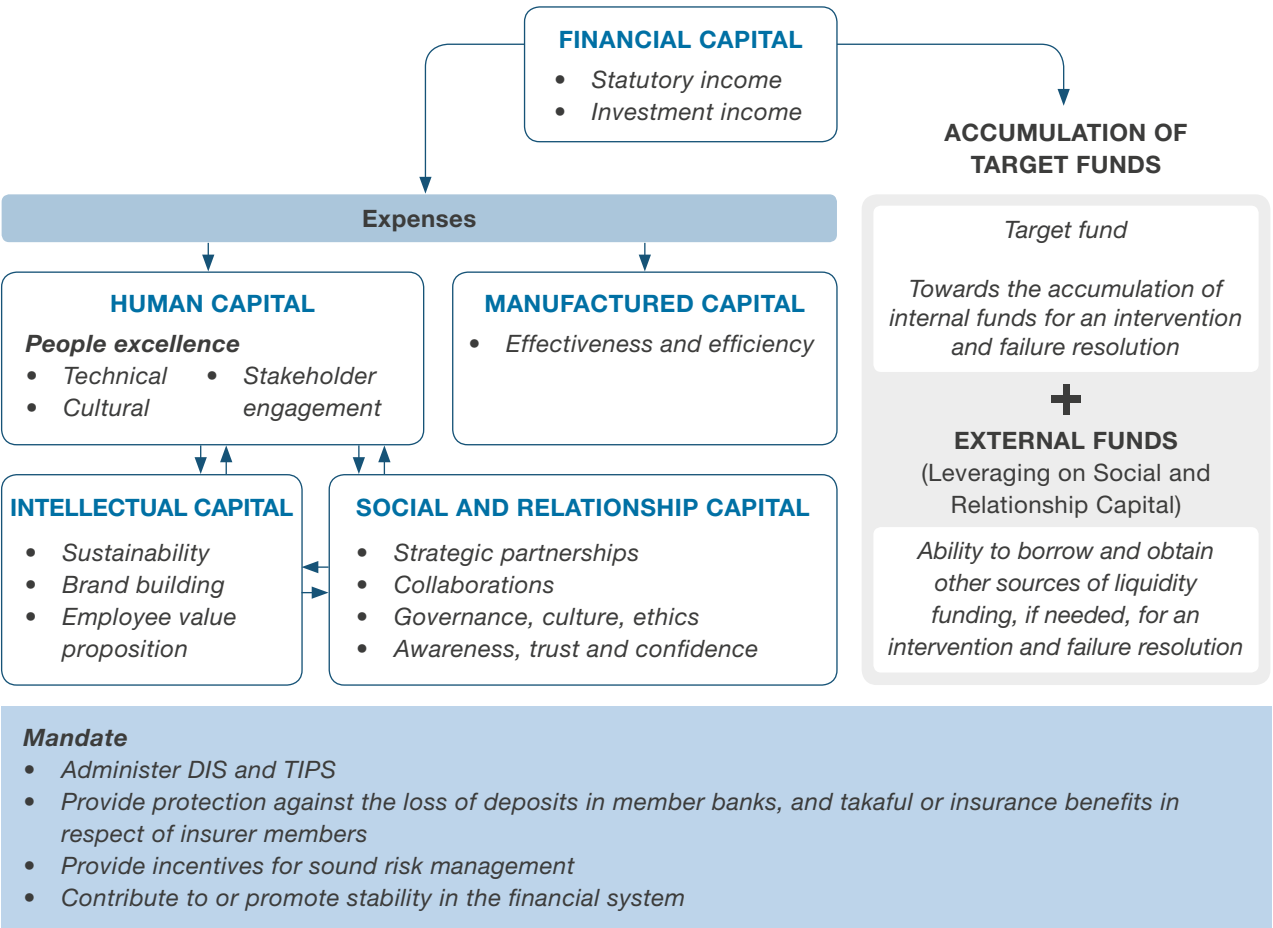 FINANCIAL CAPITAL
• Statutory income
• Investment income
ACCUMULATION OF
TARGET FUNDS
Expenses
HUMAN CAPITAL
People excellence
• Technical
• Cultural
• Stakeholder
engagement
MANUFACTURED CAPITAL
• Effectiveness and efficiency
INTELLECTUAL CAPITAL
• Sustainability
• Brand building
• Employee value
proposition
SOCIAL AND RELATIONSHIP CAPITAL
• Strategic partnerships
• Collaborations
• Governance, culture, ethics
• Awareness, trust and confidence
Target fund
Towards the accumulation of
internal funds for an intervention
and failure resolution
+
EXTERNAL FUNDS
(Leveraging on Social and
Relationship Capital)
Ability to borrow and obtain
other sources of liquidity
funding, if needed, for an
intervention and failure resolution
Mandate
• Administer DIS and TIPS
• Provide protection against the loss of deposits in member banks, and takaful or insurance benefits in
respect of insurer members
• Provide incentives for sound risk management
• Contribute to or promote stability in the financial system